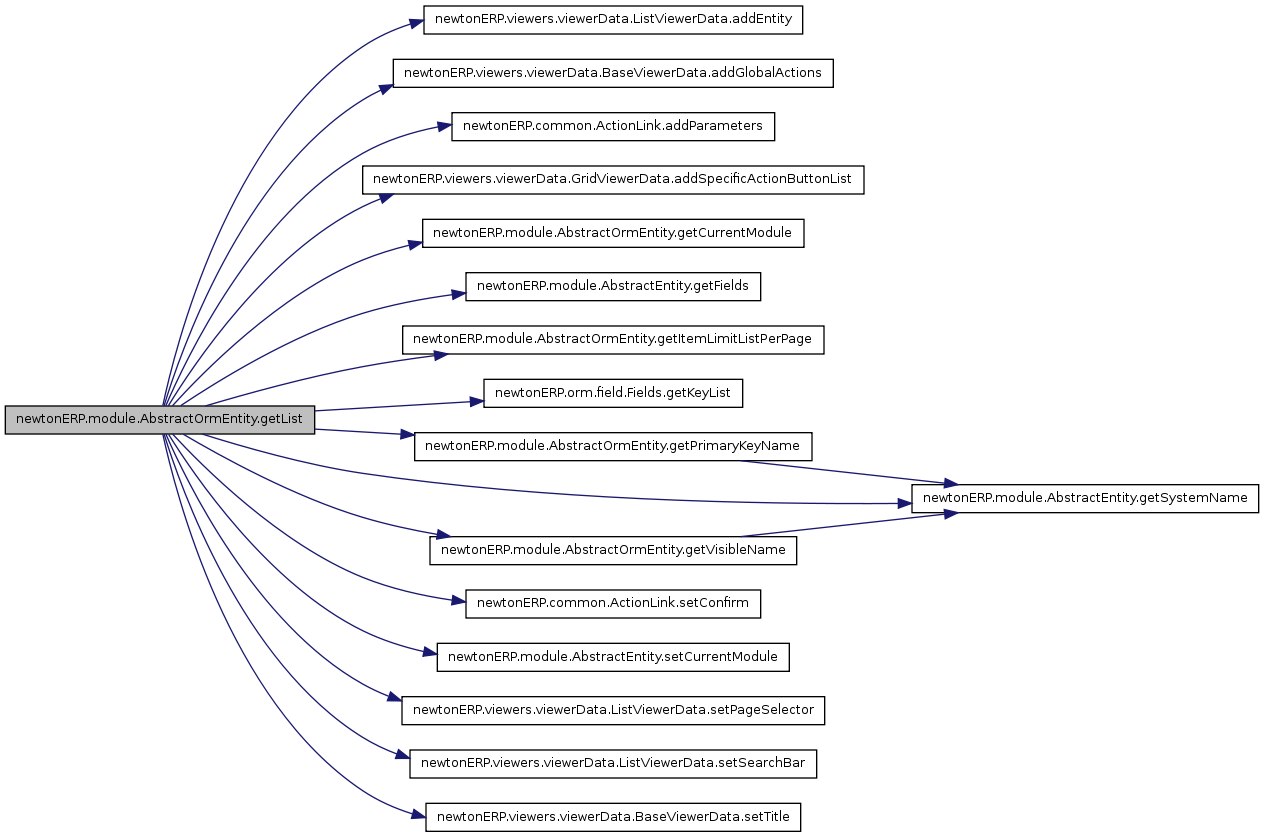 newtonERP.viewers.viewerData.ListViewerData.addEntity
newtonERP.viewers.viewerData.BaseViewerData.addGlobalActions
newtonERP.common.ActionLink.addParameters
newtonERP.viewers.viewerData.GridViewerData.addSpecificActionButtonList
newtonERP.module.AbstractOrmEntity.getCurrentModule
newtonERP.module.AbstractEntity.getFields
newtonERP.module.AbstractOrmEntity.getItemLimitListPerPage
newtonERP.orm.field.Fields.getKeyList
newtonERP.module.AbstractOrmEntity.getList
newtonERP.module.AbstractOrmEntity.getPrimaryKeyName
newtonERP.module.AbstractEntity.getSystemName
newtonERP.module.AbstractOrmEntity.getVisibleName
newtonERP.common.ActionLink.setConfirm
newtonERP.module.AbstractEntity.setCurrentModule
newtonERP.viewers.viewerData.ListViewerData.setPageSelector
newtonERP.viewers.viewerData.ListViewerData.setSearchBar
newtonERP.viewers.viewerData.BaseViewerData.setTitle